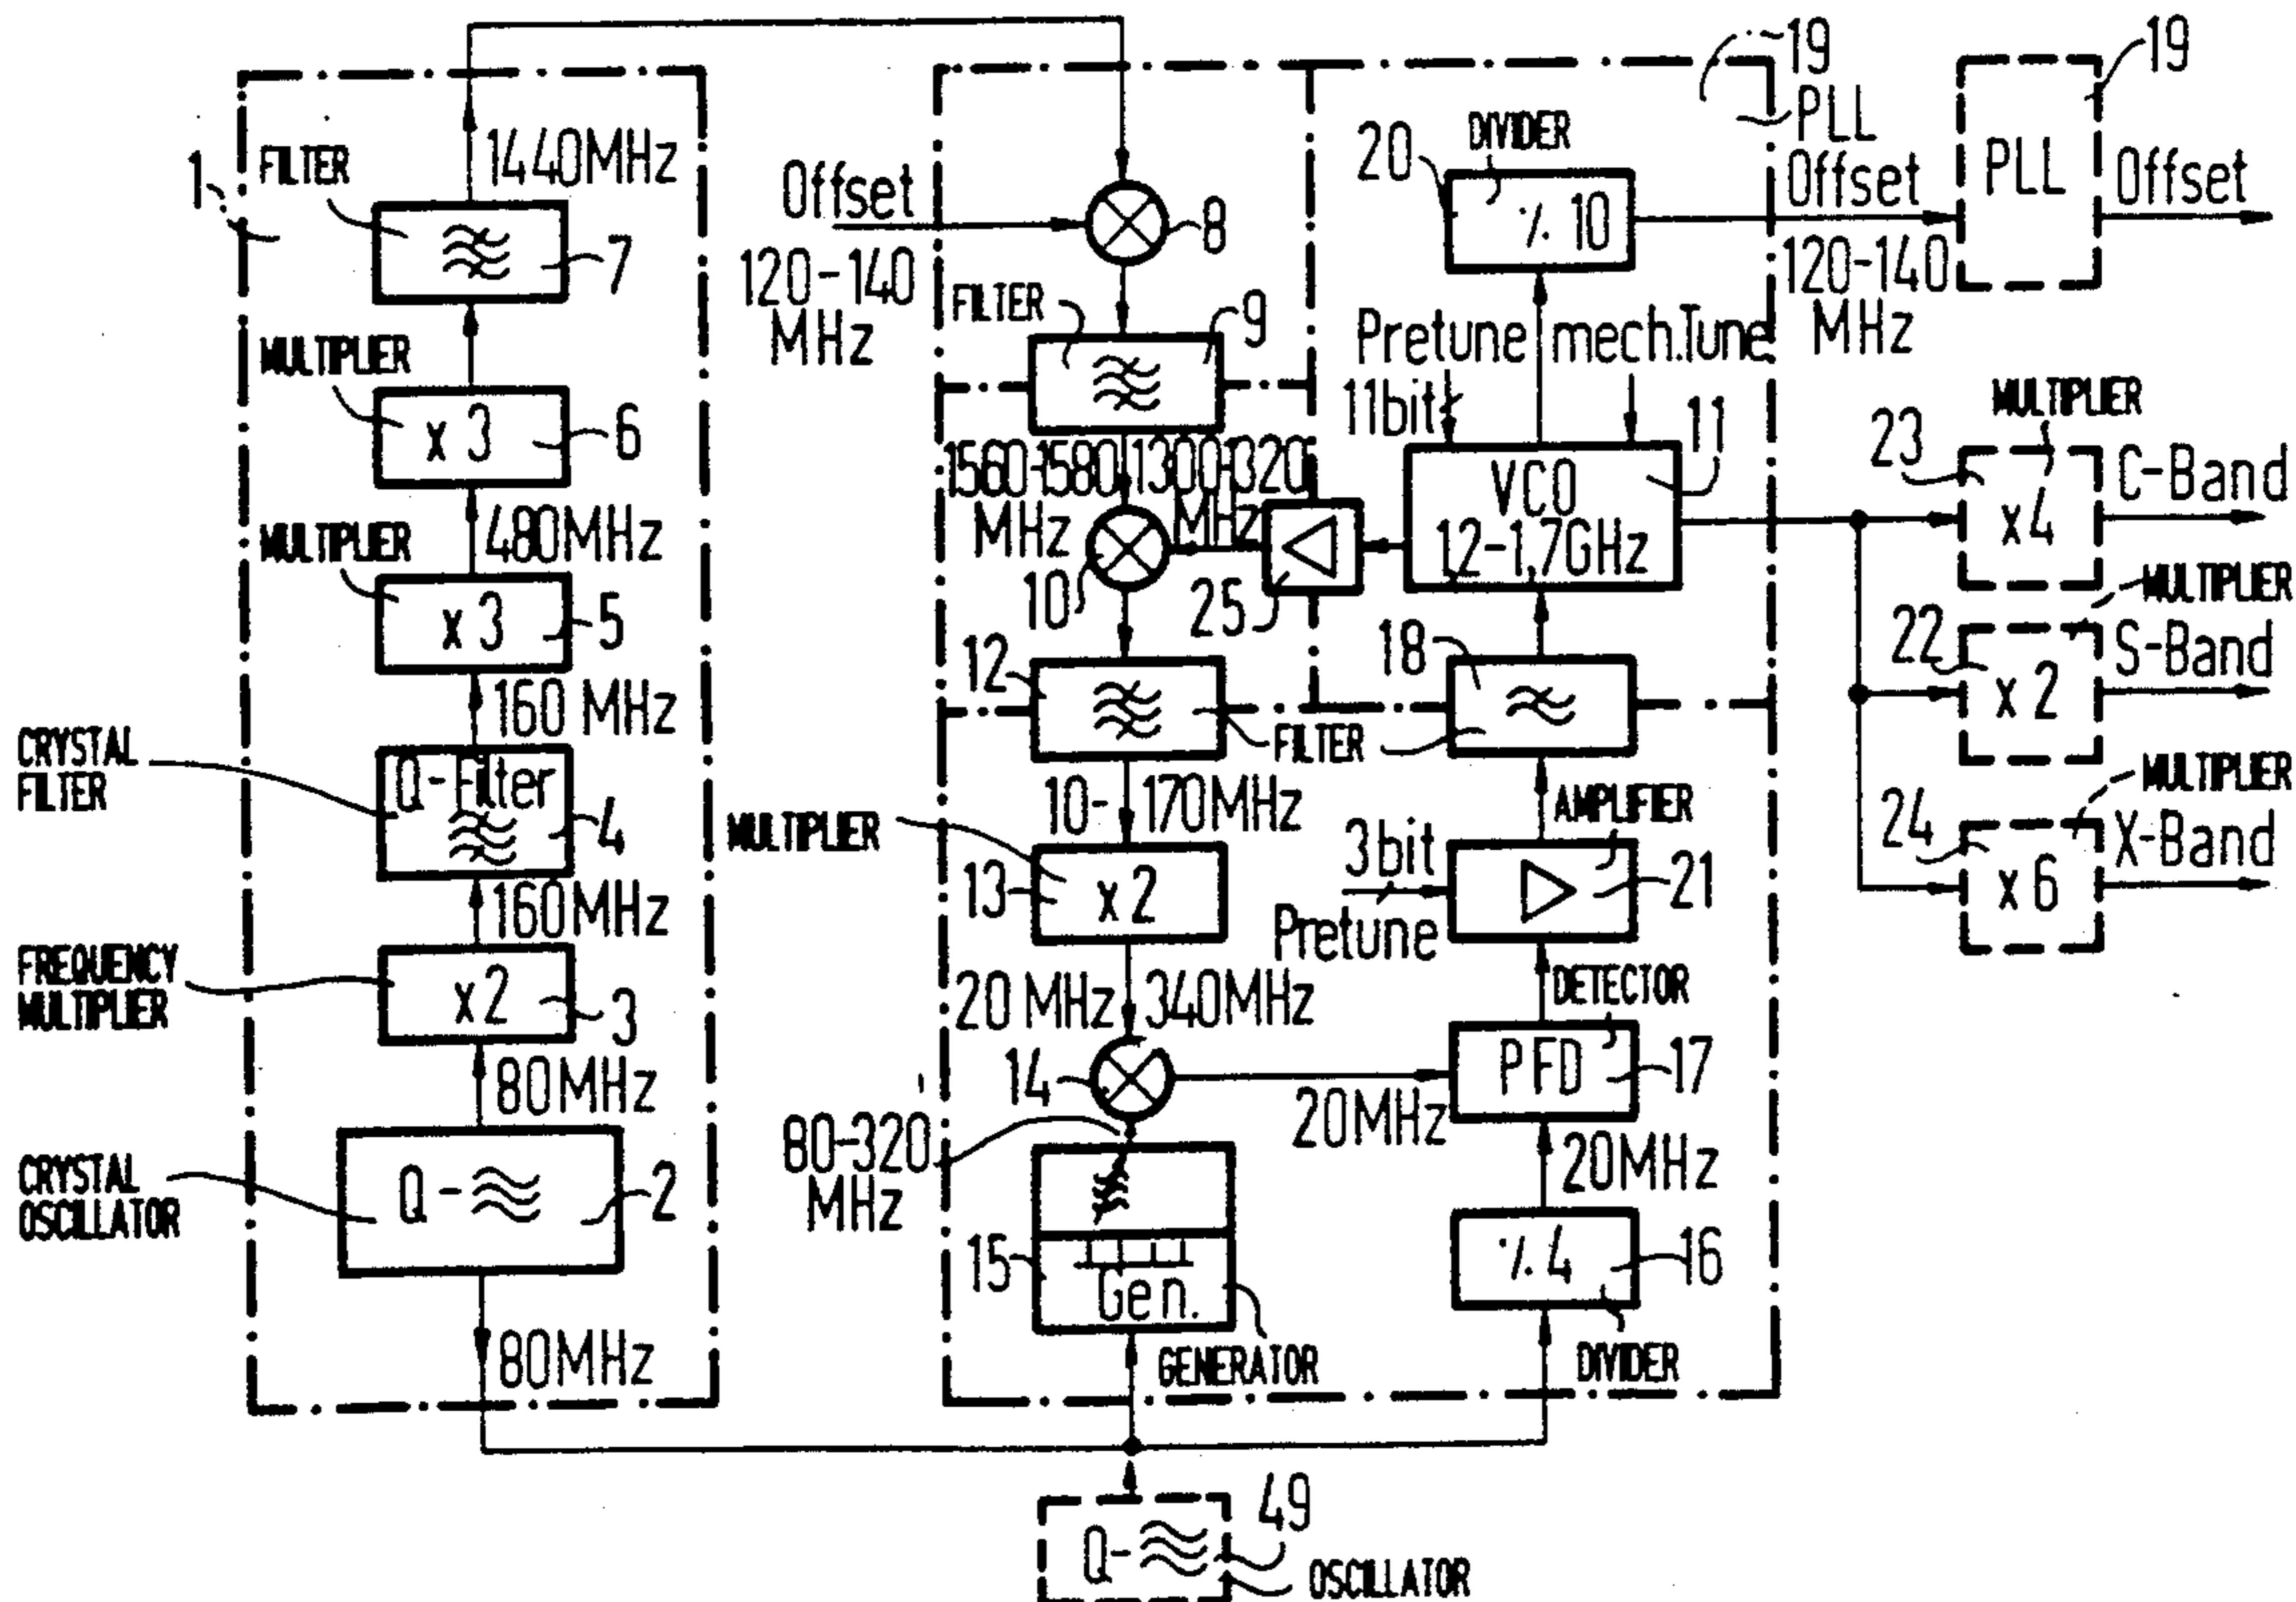 1
FILTER
1440MHz
7
MULTIPLIER
x 3
6
480MHz
MULTIPLIER
x 3
5
160 MHz
CRYSTAL
FILTER
Q-Filter
4
160MHz
FREQUENCY
MULTIPLIER
x2
3
80MHz
CRYSTAL
OSCILLATOR
Q-
2
80MHz
Offset
120-140
MHz
8
FILTER
9
1560-1580
MHz
1300-1320
MHz
10
25
12
FILTER
10-
170MHz
MULTIPLIER
13
x 2
20 MHz
340MHz
14
80-320
MHz
20MHz
15
Gen.
GENERATOR
20
DIVIDER
٪ 10
19
PLL
Offset
120-140
MHz
Pretune
11bit
mech.Tune
11
VCO
12-1,7GHz
18
AMPLIFIER
3bit
Pretune
21
DETECTOR
PFD
17
20MHz
٪ 4
16
DIVIDER
19
PLL
Offset
MULTIPLIER
23
x4
C-Band
MULTIPLIER
22
x 2
S-Band
MULTIPLIER
24
x 6
X-Band
Q-
49
OSCILLATOR